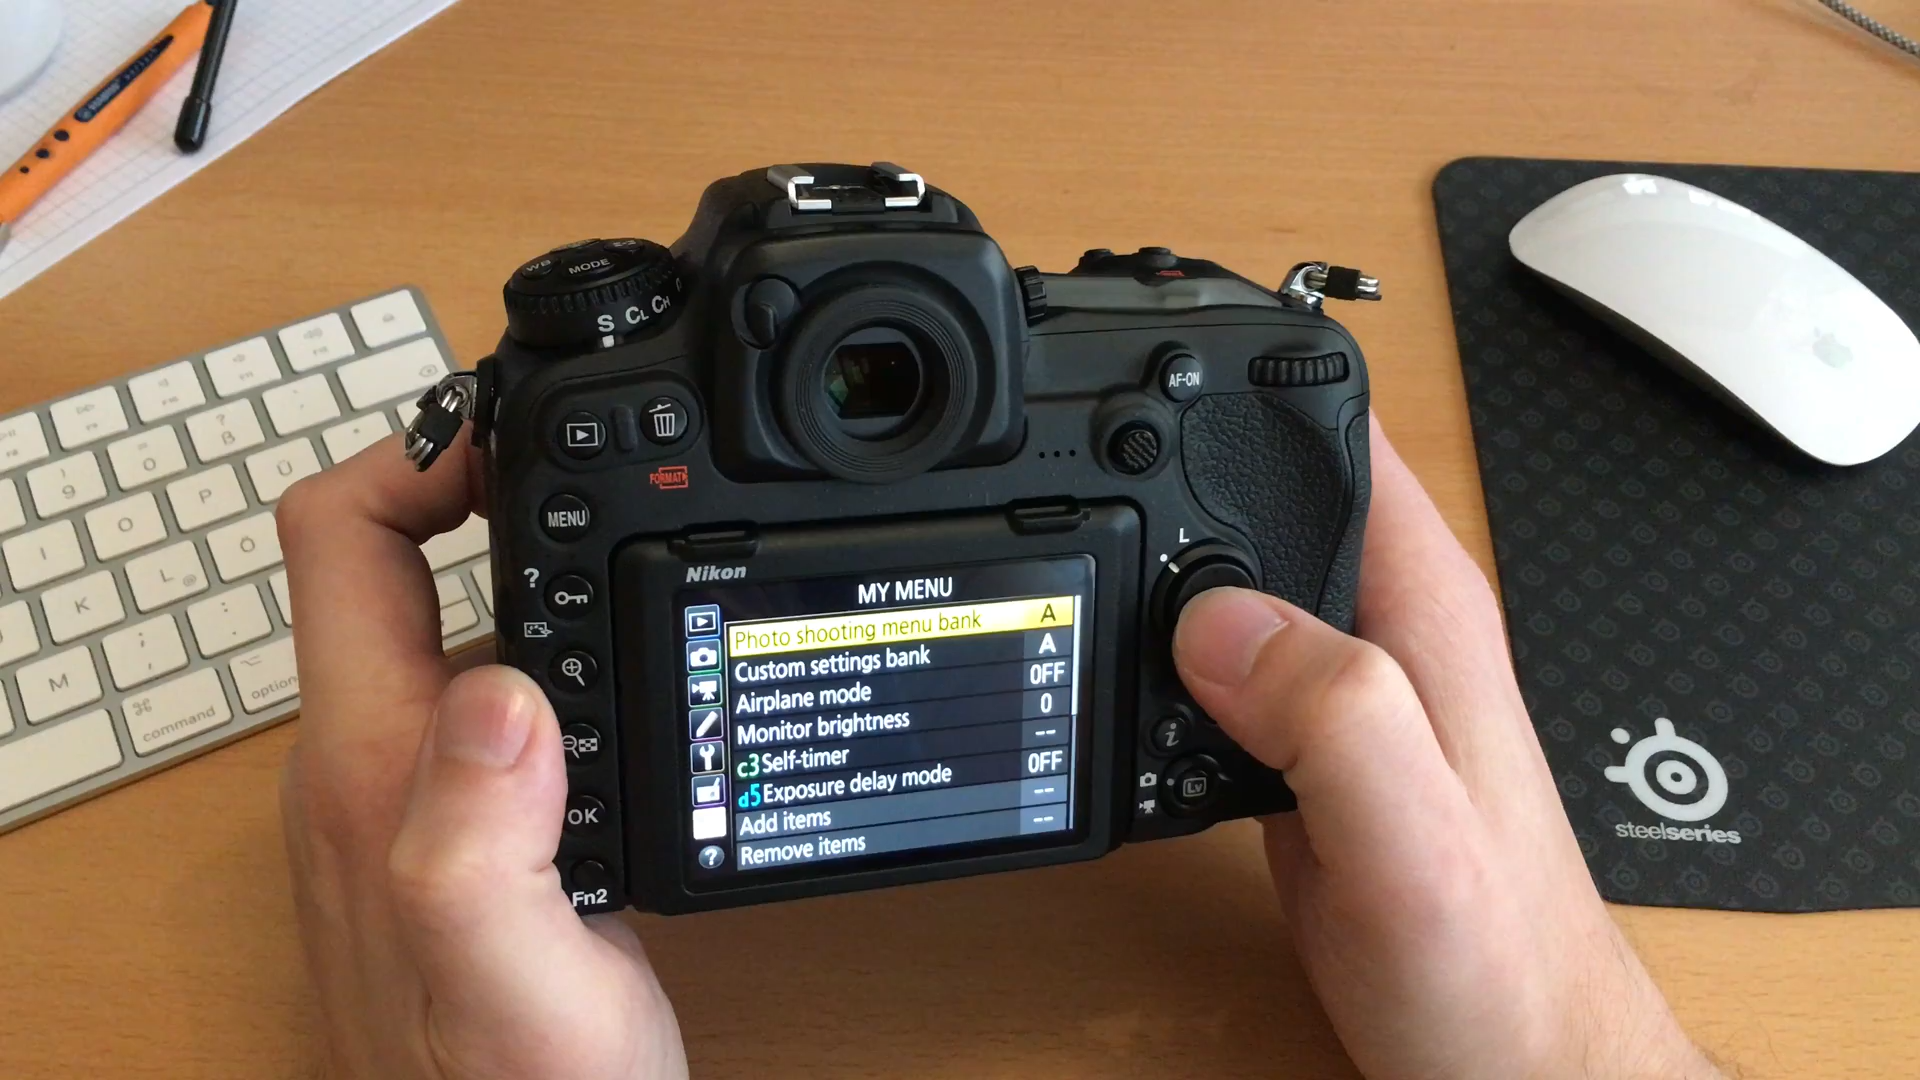 WB
MODE
S CL CH
AF-ON
FORMAT
MENU
L
?
Nikon
MY MENU
Photo shooting menu bank A
Custom settings bank A
Airplane mode OFF
Monitor brightness 0
c3 Self-timer --
d5 Exposure delay mode OFF
Add items --
Remove items --
?
i
Lv
OK
Fn2
ß
9
O
P
Ü
I
O
Ö
K
L
@
M
;
,
:
.
⌘
command
⌥
option
steelseries